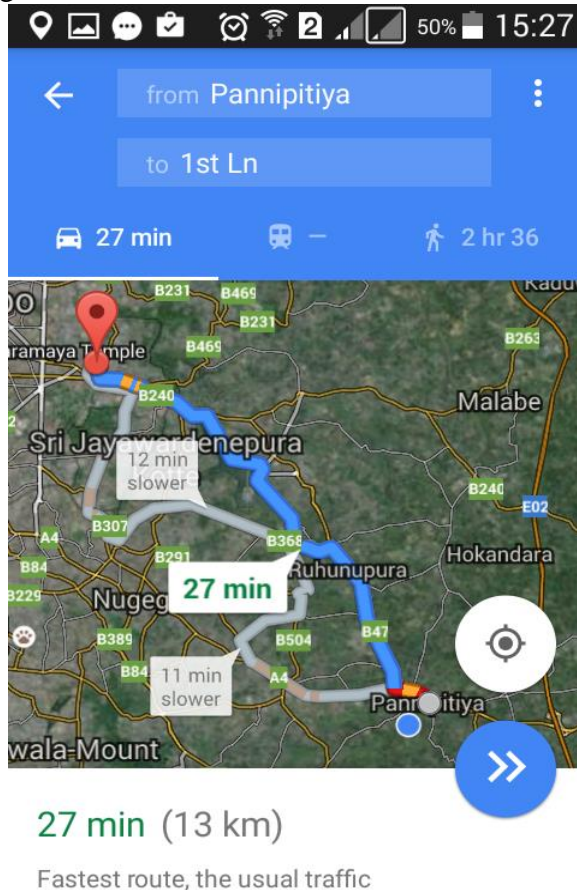 2 50% 15:27
from Pannipitiya
to 1st Ln
27 min – 2 hr 36
B231 B469 Kaduw
B231
B263
ramaya Temple B469
B240 Malabe
Sri Jayawardenepura
12 min
slower
Kotte
B240
E02
B307
A4 B368
B84 B291 Hokandara
Ruhunupura
B229 Nugeg 27 min
B389 B504 B47
B84 11 min
slower
A4
Pannipitiya
wala-Mount
27 min (13 km)
Fastest route, the usual traffic